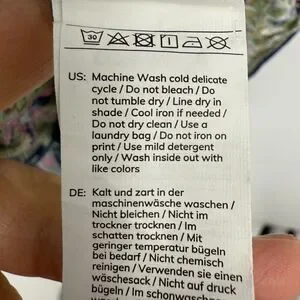 30
US: Machine Wash cold delicate
cycle / Do not bleach / Do
not tumble dry / Line dry in
shade / Cool iron if needed /
Do not dry clean / Use a
laundry bag / Do not iron on
print / Use mild detergent
only / Wash inside out with
like colors
DE: Kalt und zart in der
maschinenwäsche waschen /
Nicht bleichen / Nicht im
trockner trocknen / Im
schatten trocknen / Mit
geringer temperatur bügeln
bei bedarf / Nicht chemisch
reinigen / Verwenden sie einen
wäschesack / Nicht auf druck
bügeln / Im schonwaschgang